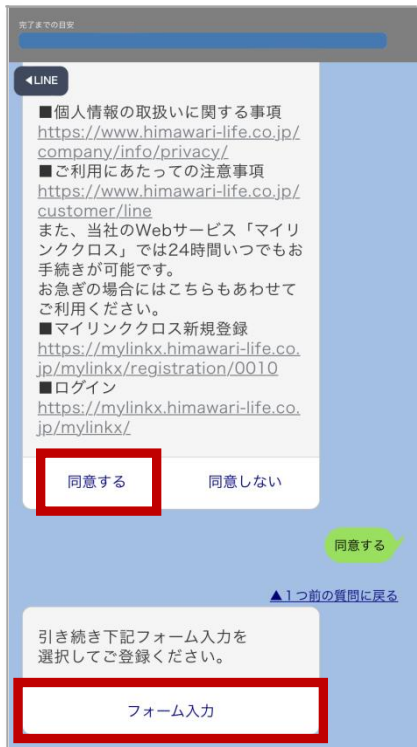 完了までの目安
◀LINE
■個人情報の取扱いに関する事項
https://www.himawari-life.co.jp/
company/info/privacy/
■ご利用にあたっての注意事項
https://www.himawari-life.co.jp/
customer/line
また、当社のWebサービス「マイリ
ンククロス」では24時間いつでもお
手続きが可能です。
お急ぎの場合にはこちらもあわせて
ご利用ください。
■マイリンククロス新規登録
https://mylinkx.himawari-life.co.
jp/mylinkx/registration/0010
■ログイン
https://mylinkx.himawari-life.co.
jp/mylinkx/
同意する 同意しない
同意する
▲1つ前の質問に戻る
引き続き下記フォーム入力を
選択してご登録ください。
フォーム入力